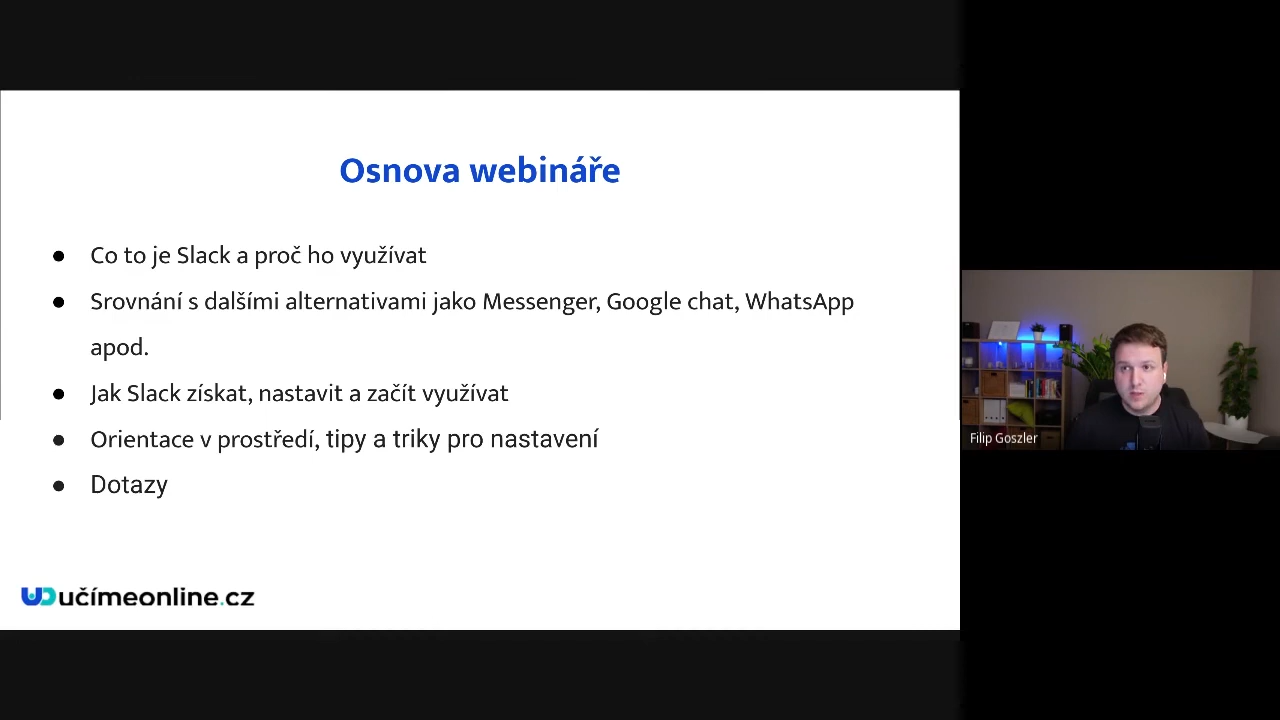 Osnova webináře
● Co to je Slack a proč ho využívat
● Srovnání s dalšími alternativami jako Messenger, Google chat, WhatsApp
apod.
● Jak Slack získat, nastavit a začít využívat
● Orientace v prostředí, tipy a triky pro nastavení
● Dotazy
učímeonline.cz
Filip Goszler